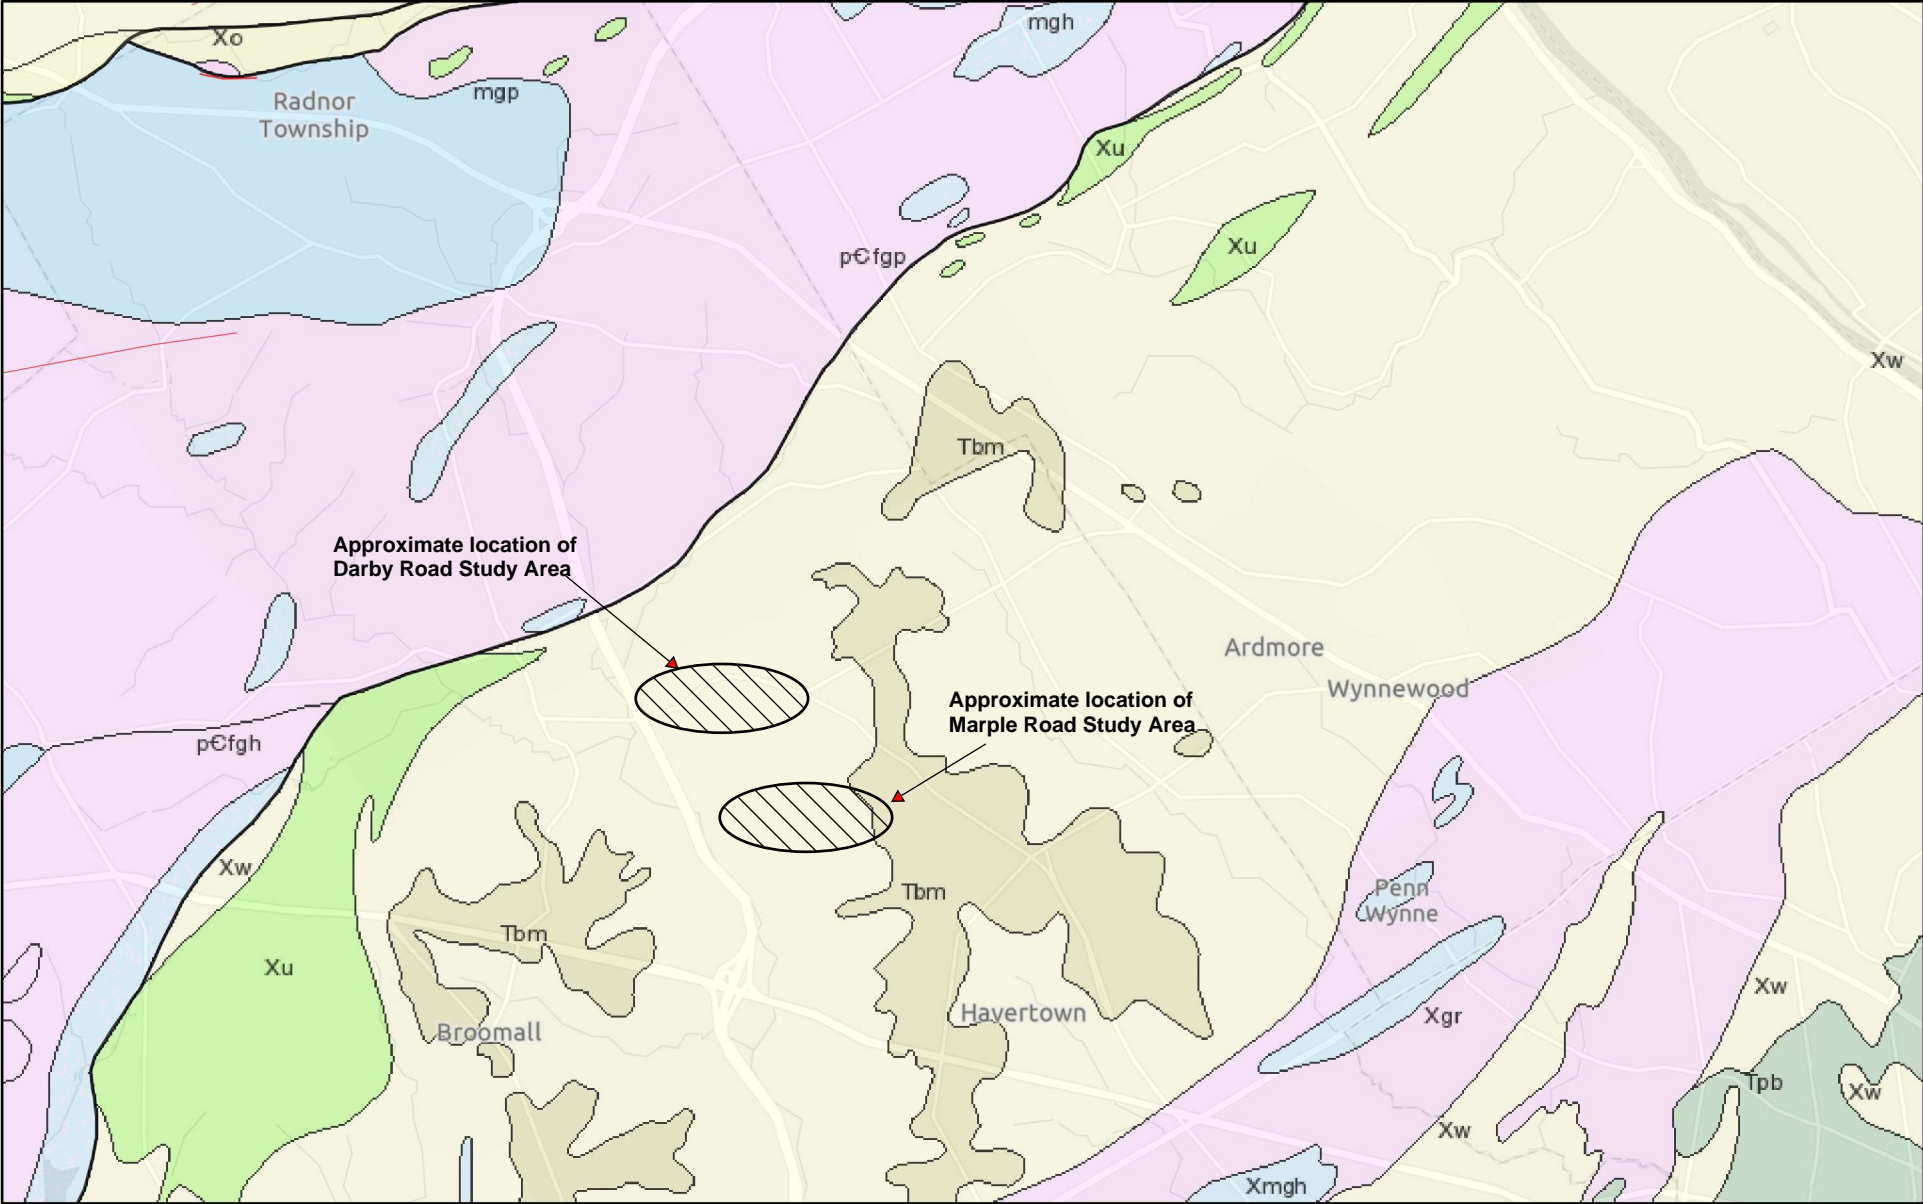 Xo
mgh
Radnor
Township
mgp
Xu
Xu
p€fgp
Xw
Tbm
Approximate location of
Darby Road Study Area
Ardmore
Wynnewood
Approximate location of
Marple Road Study Area
p€fgh
Xw
Tbm
Penn
Wynne
Tbm
Xu
Xw
Broomall
Havertown
Xgr
Tpb
Xw
Xw
Xmgh